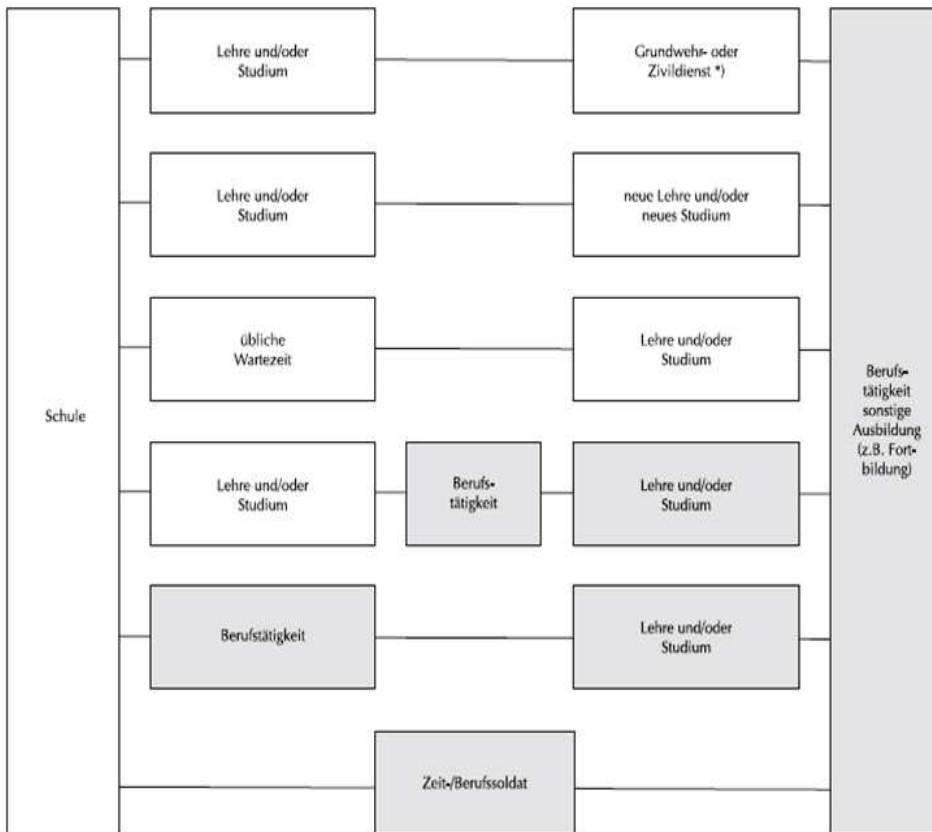 Lehre und/oder
Studium
Grundwehr- oder
Zivildienst *)
Lehre und/oder
Studium
neue Lehre und/oder
neues Studium
übliche
Wartezeit
Lehre und/oder
Studium
Schule
Berufs-
tätigkeit
sonstige
Ausbildung
(z.B. Fort-
bildung)
Lehre und/oder
Studium
Berufs-
tätigkeit
Lehre und/oder
Studium
Berufstätigkeit
Lehre und/oder
Studium
Zeit-/Berufssoldat